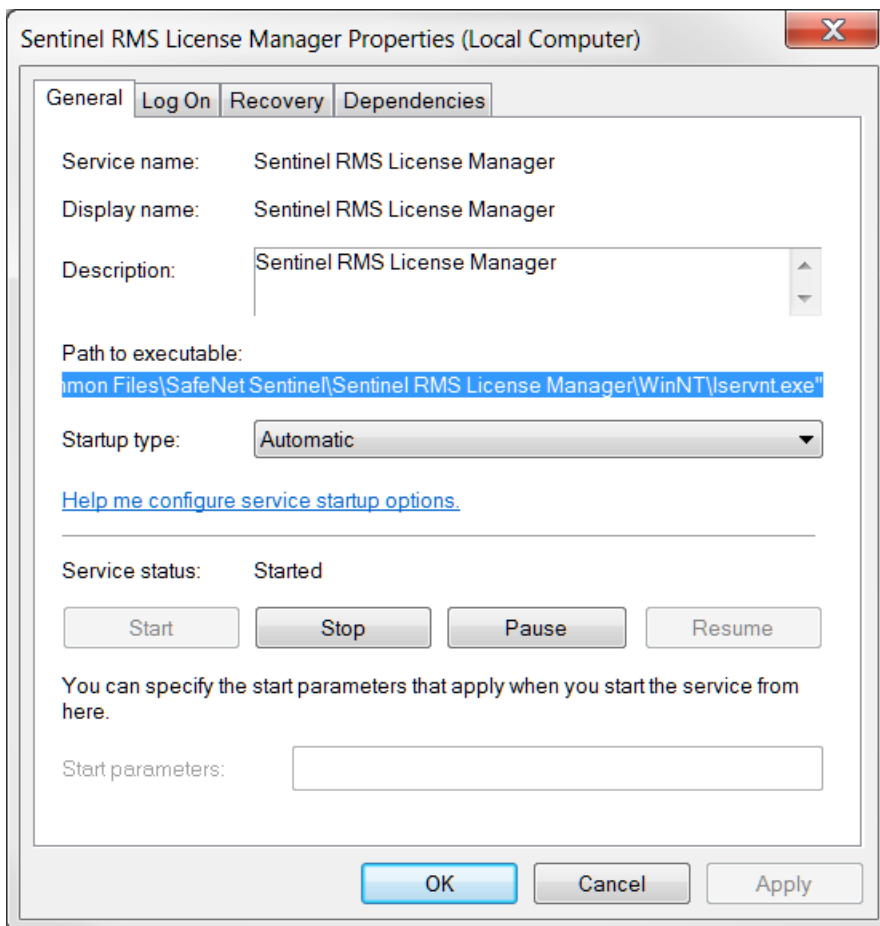 Sentinel RMS License Manager Properties (Local Computer)
General Log On Recovery Dependencies
Service name: Sentinel RMS License Manager
Display name: Sentinel RMS License Manager
Description: Sentinel RMS License Manager
Path to executable:
mmon Files\SafeNet Sentinel\Sentinel RMS License Manager\WinNT\lservnt.exe"
Startup type: Automatic
Help me configure service startup options.
Service status: Started
Start Stop Pause Resume
You can specify the start parameters that apply when you start the service from
here.
Start parameters:
OK Cancel Apply